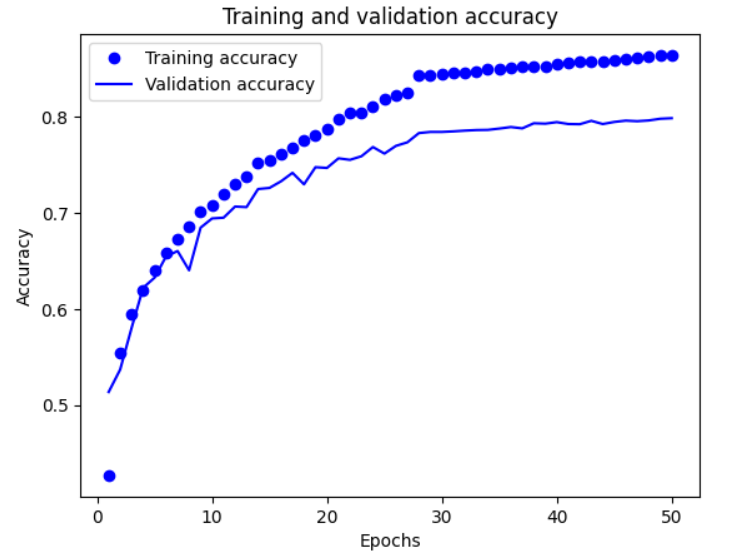 Training and validation accuracy
Training accuracy
Validation accuracy
0.8
0.7
0.6
0.5
Accuracy
0
10
20
30
40
50
Epochs